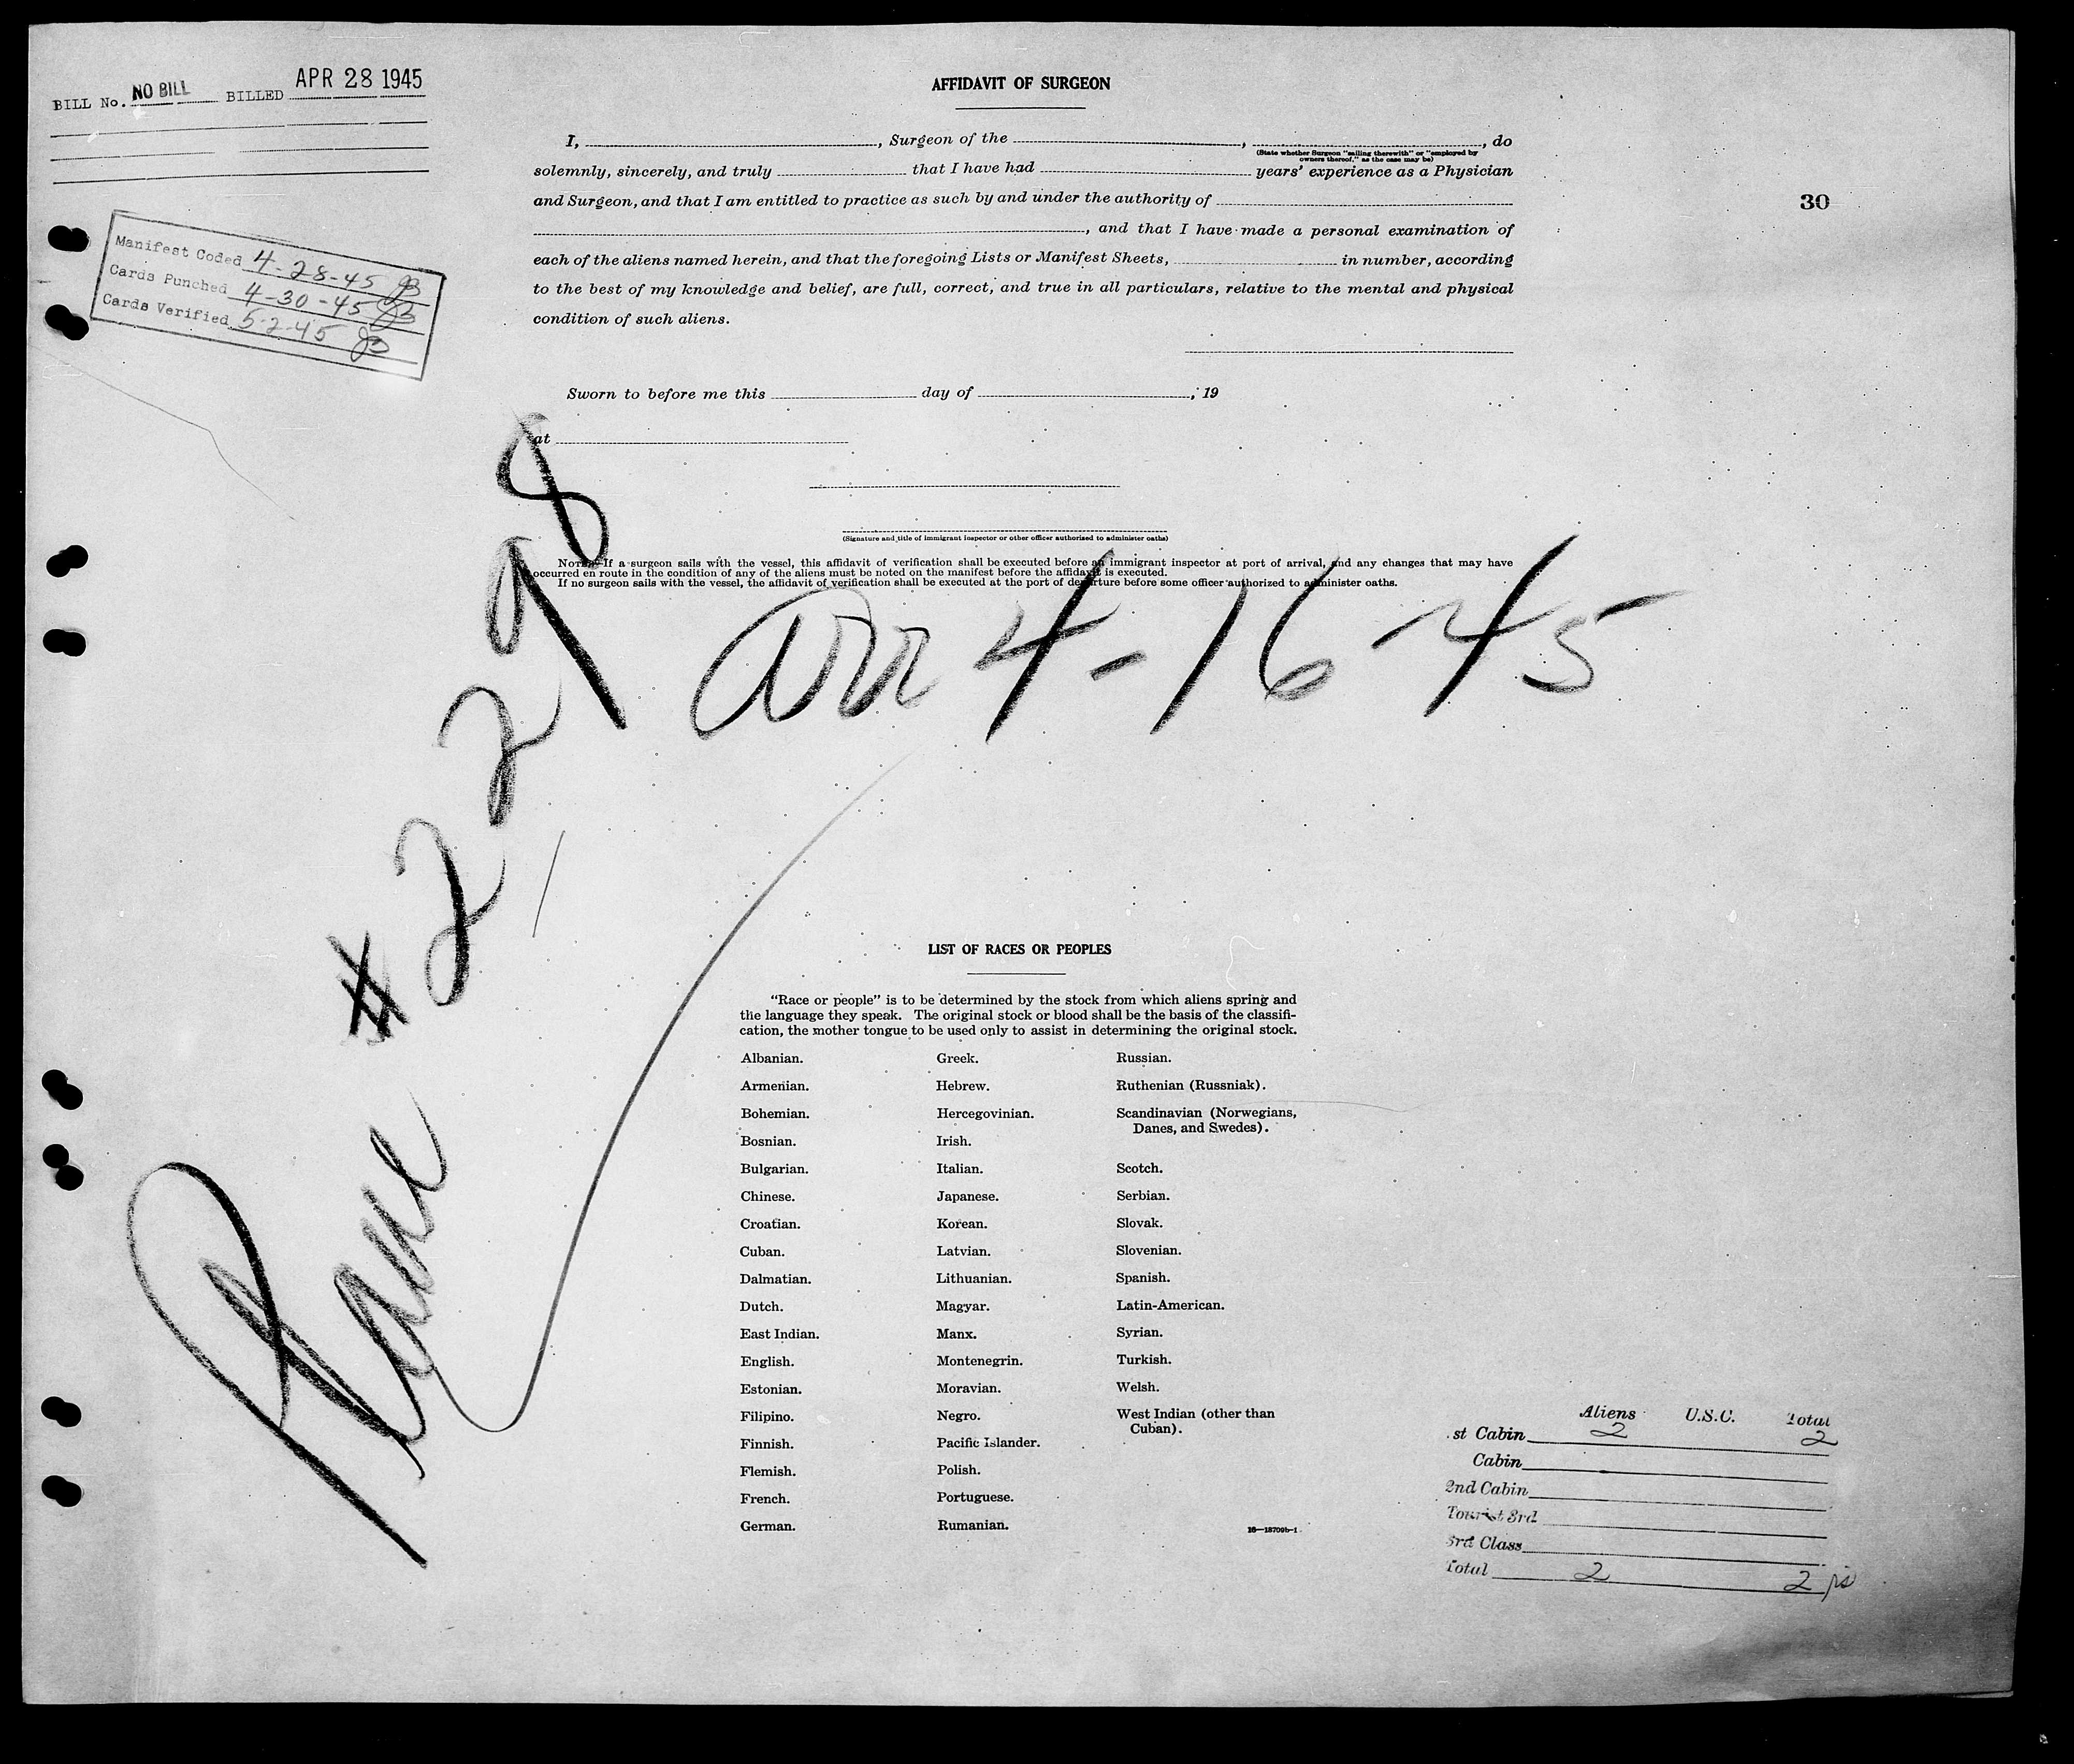 BILL No. NO BILL BILLED APR 28 1945
Manifest Coded 4-28-45 JB
Cards Punched 4-30-45 JB
Cards Verified 5-2-45 JB
30
AFFIDAVIT OF SURGEON
I, , Surgeon of the , , do
(State whether Surgeon "sailing therewith" or "employed by
owners thereof," as the case may be)
solemnly, sincerely, and truly that I have had years' experience as a Physician
and Surgeon, and that I am entitled to practice as such by and under the authority of
, and that I have made a personal examination of
each of the aliens named herein, and that the foregoing Lists or Manifest Sheets, in number, according
to the best of my knowledge and belief, are full, correct, and true in all particulars, relative to the mental and physical
condition of such aliens.
Sworn to before me this day of , 19
at
(Signature and title of immigrant inspector or other officer authorized to administer oaths)
NOTE.—If a surgeon sails with the vessel, this affidavit of verification shall be executed before an immigrant inspector at port of arrival, and any changes that may have
occurred en route in the condition of any of the aliens must be noted on the manifest before the affidavit is executed.
If no surgeon sails with the vessel, the affidavit of verification shall be executed at the port of departure before some officer authorized to administer oaths.
Plane #2298
arr 4-16-45
LIST OF RACES OR PEOPLES
"Race or people" is to be determined by the stock from which aliens spring and
the language they speak. The original stock or blood shall be the basis of the classifi-
cation, the mother tongue to be used only to assist in determining the original stock.
Albanian.
Armenian.
Bohemian.
Bosnian.
Bulgarian.
Chinese.
Croatian.
Cuban.
Dalmatian.
Dutch.
East Indian.
English.
Estonian.
Filipino.
Finnish.
Flemish.
French.
German.
Greek.
Hebrew.
Hercegovinian.
Irish.
Italian.
Japanese.
Korean.
Latvian.
Lithuanian.
Magyar.
Manx.
Montenegrin.
Moravian.
Negro.
Pacific Islander.
Polish.
Portuguese.
Rumanian.
Russian.
Ruthenian (Russniak).
Scandinavian (Norwegians,
Danes, and Swedes).
Scotch.
Serbian.
Slovak.
Slovenian.
Spanish.
Latin-American.
Syrian.
Turkish.
Welsh.
West Indian (other than
Cuban).
16—18709b-1
Aliens U.S.C. Total
st Cabin 2 2
Cabin
2nd Cabin
Tourist 3rd
3rd Class
Total 2 2